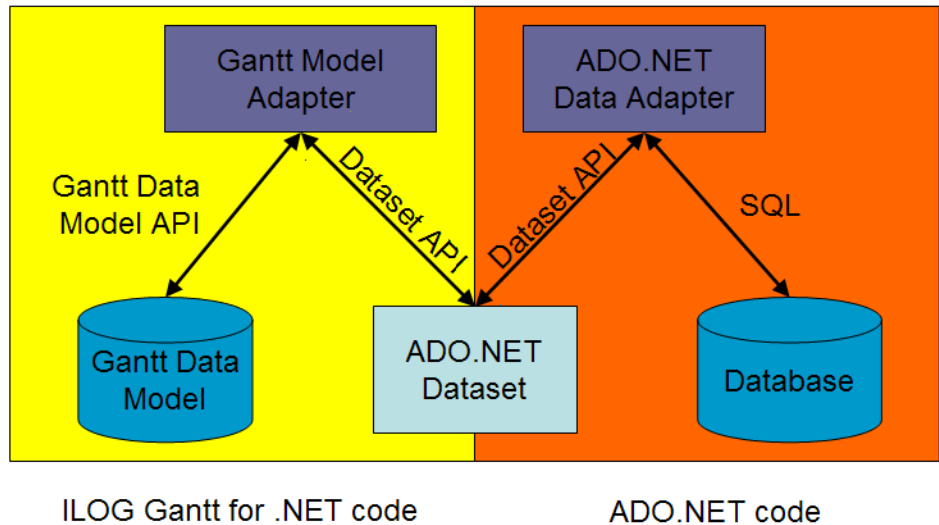 Gantt Model
Adapter
ADO.NET
Data Adapter
Gantt Data
Model API
Dataset API
Dataset API
SQL
Gantt Data
Model
ADO.NET
Dataset
Database
ILOG Gantt for .NET code
ADO.NET code